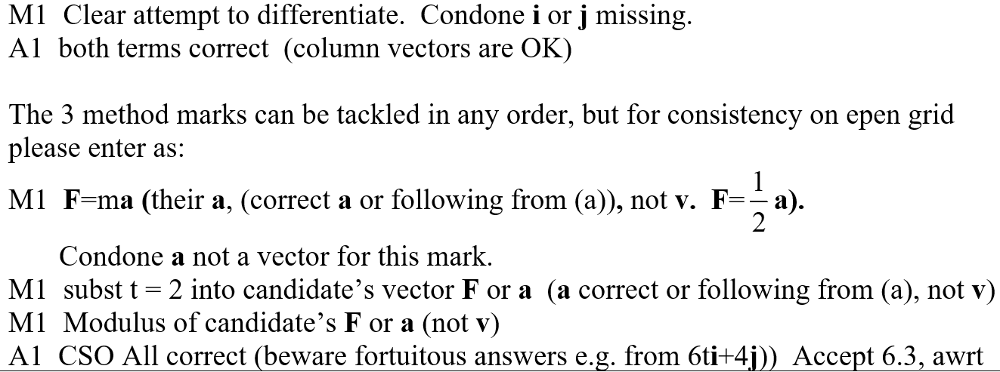 M1 Clear attempt to differentiate. Condone i or j missing.
A1 both terms correct (column vectors are OK)
The 3 method marks can be tackled in any order, but for consistency on epen grid
please enter as:
M1 F=ma (their a, (correct a or following from (a)), not v. F=1/2 a).
Condone a not a vector for this mark.
M1 subst t = 2 into candidate’s vector F or a (a correct or following from (a), not v)
M1 Modulus of candidate’s F or a (not v)
A1 CSO All correct (beware fortuitous answers e.g. from 6ti+4j)) Accept 6.3, awrt